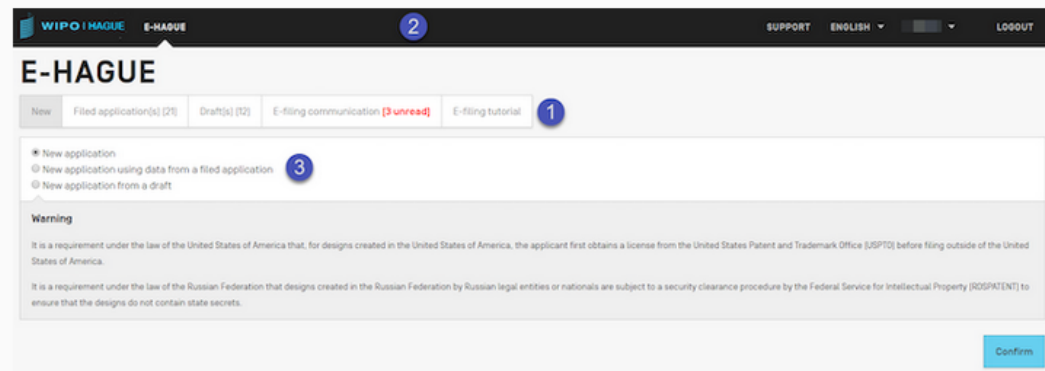 WIPO | HAGUE E-HAGUE 2 SUPPORT ENGLISH LOGOUT
E-HAGUE
New Filed application(s) (21) Draft(s) (12) E-filing communication (3 unread) E-filing tutorial 1
New application
New application using data from a filed application 3
New application from a draft
Warning
It is a requirement under the law of the United States of America that, for designs created in the United States of America, the applicant first obtains a license from the United States Patent and Trademark Office (USPTO) before filing outside of the United
States of America.
It is a requirement under the law of the Russian Federation that designs created in the Russian Federation by Russian legal entities or nationals are subject to a security clearance procedure by the Federal Service for Intellectual Property (ROSPATENT) to
ensure that the designs do not contain state secrets.
Confirm